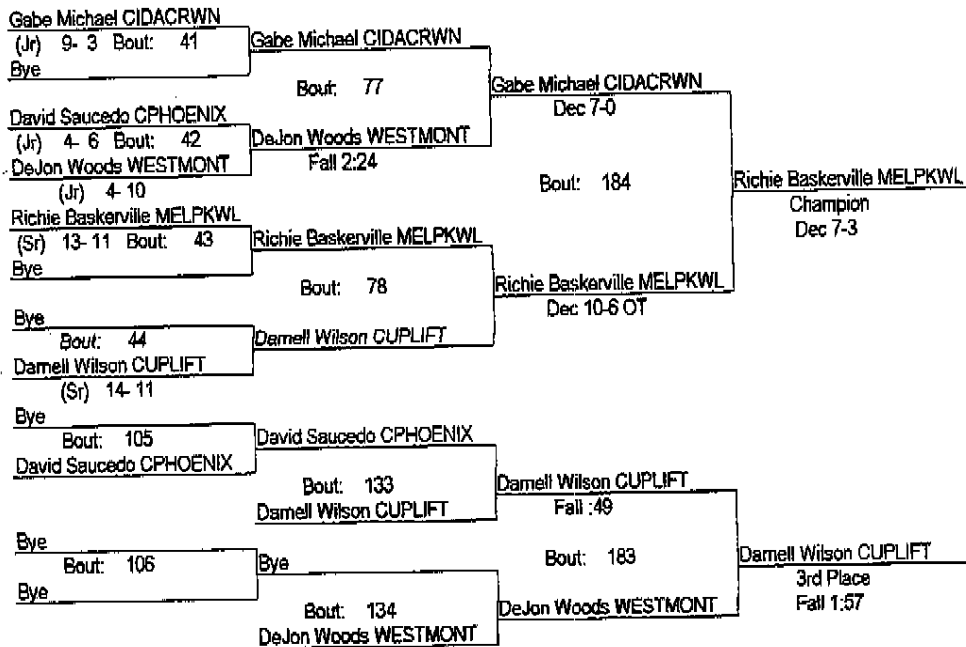 Gabe Michael CIDACRWN
(Jr) 9- 3 Bout: 41
Bye
Gabe Michael CIDACRWN
Bout: 77
David Saucedo CPHOENIX
(Jr) 4- 6 Bout: 42
DeJon Woods WESTMONT
(Jr) 4- 10
DeJon Woods WESTMONT
Fall 2:24
Gabe Michael CIDACRWN
Dec 7-0
Bout: 184
Richie Baskerville MELPKWL
(Sr) 13- 11 Bout: 43
Bye
Richie Baskerville MELPKWL
Bout: 78
Bye
Bout: 44
Darnell Wilson CUPLIFT
(Sr) 14- 11
Darnell Wilson CUPLIFT
Richie Baskerville MELPKWL
Dec 10-6 OT
Richie Baskerville MELPKWL
Champion
Dec 7-3
Bye
Bout: 105
David Saucedo CPHOENIX
David Saucedo CPHOENIX
Bout: 133
Darnell Wilson CUPLIFT
Darnell Wilson CUPLIFT
Fall :49
Bout: 183
Bye
Bout: 106
Bye
Bye
Bout: 134
DeJon Woods WESTMONT
DeJon Woods WESTMONT
Darnell Wilson CUPLIFT
3rd Place
Fall 1:57